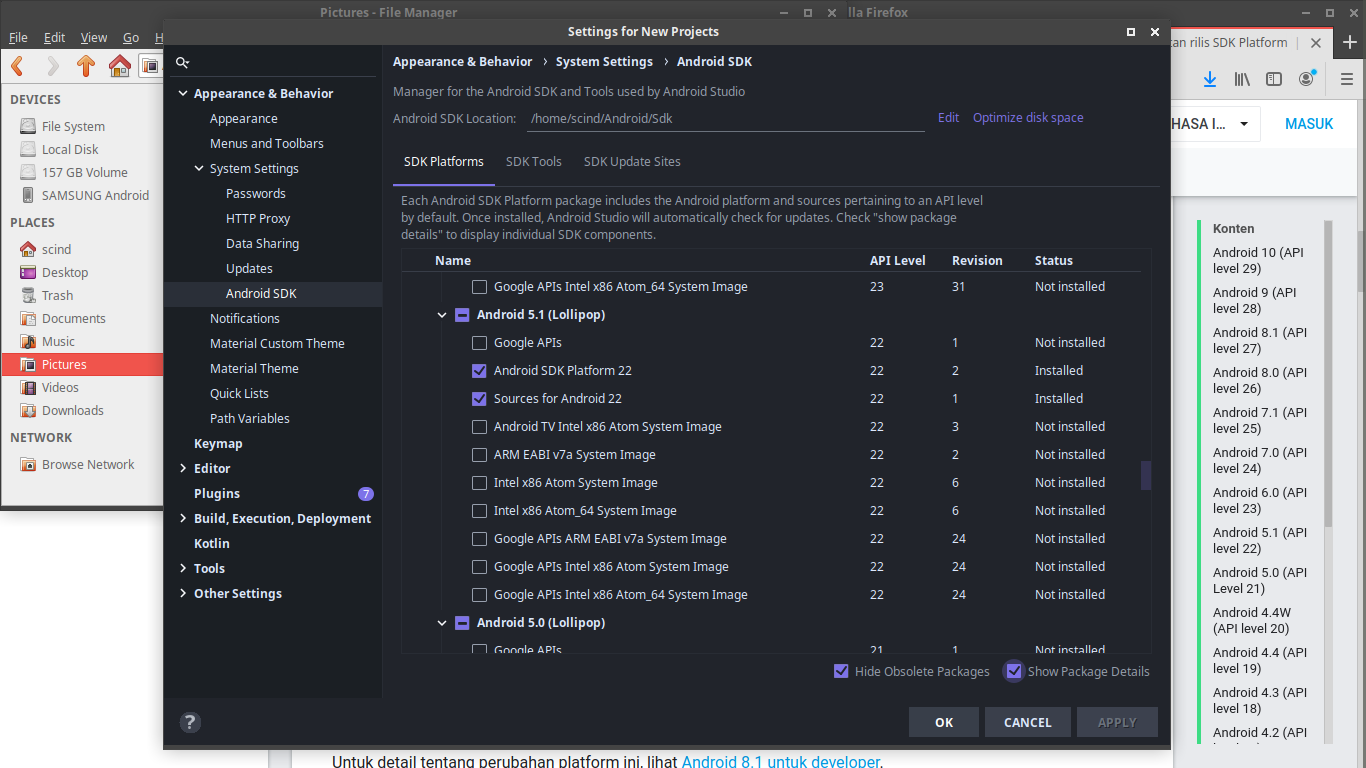 Pictures - File Manager
lla Firefox
File Edit View Go
DEVICES
File System
Local Disk
157 GB Volume
SAMSUNG Android
PLACES
scind
Desktop
Trash
Documents
Music
Pictures
Videos
Downloads
NETWORK
Browse Network
Settings for New Projects
Appearance & Behavior
Appearance
Menus and Toolbars
System Settings
Passwords
HTTP Proxy
Data Sharing
Updates
Android SDK
Notifications
Material Custom Theme
Material Theme
Quick Lists
Path Variables
Keymap
Editor
Plugins 7
Build, Execution, Deployment
Kotlin
Tools
Other Settings
?
Appearance & Behavior › System Settings › Android SDK
Manager for the Android SDK and Tools used by Android Studio
Android SDK Location: /home/scind/Android/Sdk Edit Optimize disk space
SDK Platforms SDK Tools SDK Update Sites
Each Android SDK Platform package includes the Android platform and sources pertaining to an API level
by default. Once installed, Android Studio will automatically check for updates. Check "show package
details" to display individual SDK components.
Name API Level Revision Status
Google APIs Intel x86 Atom_64 System Image 23 31 Not installed
Android 5.1 (Lollipop)
Google APIs 22 1 Not installed
Android SDK Platform 22 22 2 Installed
Sources for Android 22 22 1 Installed
Android TV Intel x86 Atom System Image 22 3 Not installed
ARM EABI v7a System Image 22 2 Not installed
Intel x86 Atom System Image 22 6 Not installed
Intel x86 Atom_64 System Image 22 6 Not installed
Google APIs ARM EABI v7a System Image 22 24 Not installed
Google APIs Intel x86 Atom System Image 22 24 Not installed
Google APIs Intel x86 Atom_64 System Image 22 24 Not installed
Android 5.0 (Lollipop)
Google APIs 21 1 Not installed
Hide Obsolete Packages Show Package Details
OK CANCEL APPLY
an rilis SDK Platform
HASA I... MASUK
Konten
Android 10 (API
level 29)
Android 9 (API
level 28)
Android 8.1 (API
level 27)
Android 8.0 (API
level 26)
Android 7.1 (API
level 25)
Android 7.0 (API
level 24)
Android 6.0 (API
level 23)
Android 5.1 (API
level 22)
Android 5.0 (API
Level 21)
Android 4.4W
(API level 20)
Android 4.4 (API
level 19)
Android 4.3 (API
level 18)
Android 4.2 (API
Untuk detail tentang perubahan platform ini, lihat Android 8.1 untuk developer.